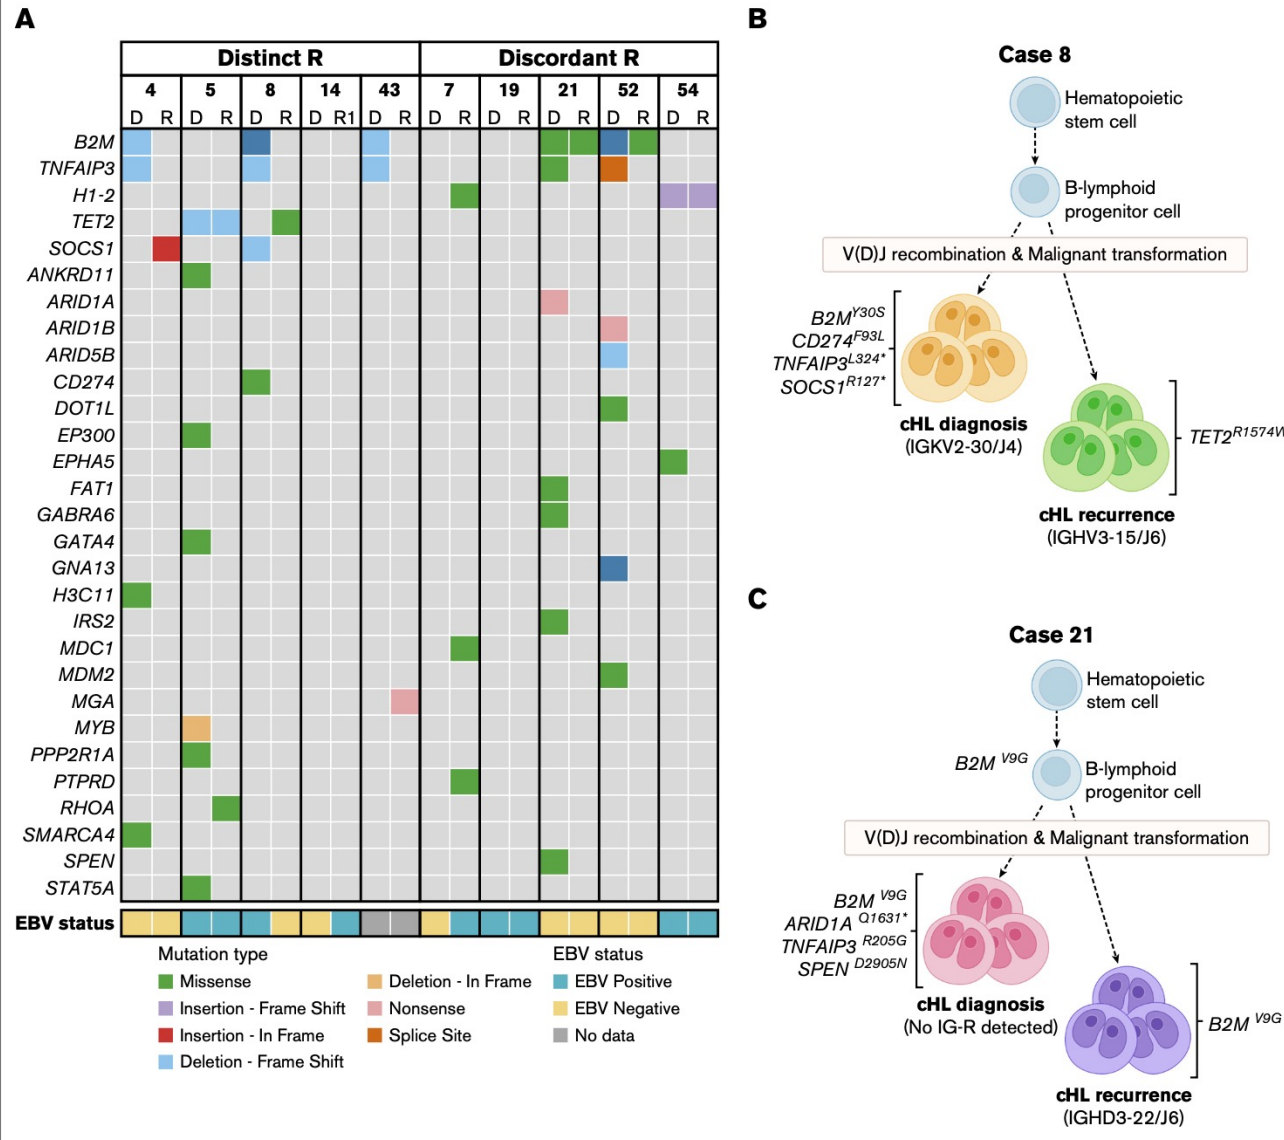 A
Distinct R
Discordant R
4 5 8 14 43 7 19 21 52 54
D R D R D R D R1 D R D R D R D R D R D R
B2M
TNFAIP3
H1-2
TET2
SOCS1
ANKRD11
ARID1A
ARID1B
ARID5B
CD274
DOT1L
EP300
EPHA5
FAT1
GABRA6
GATA4
GNA13
H3C11
IRS2
MDC1
MDM2
MGA
MYB
PPP2R1A
PTPRD
RHOA
SMARCA4
SPEN
STAT5A
EBV status
Mutation type
Missense
Insertion - Frame Shift
Insertion - In Frame
Deletion - Frame Shift
Deletion - In Frame
Nonsense
Splice Site
EBV status
EBV Positive
EBV Negative
No data
B
Case 8
Hematopoietic
stem cell
B-lymphoid
progenitor cell
V(D)J recombination & Malignant transformation
B2M Y30S
CD274 F93L
TNFAIP3 L324*
SOCS1 R127*
cHL diagnosis
(IGKV2-30/J4)
TET2 R1574W
cHL recurrence
(IGHV3-15/J6)
C
Case 21
Hematopoietic
stem cell
B2M V9G
B-lymphoid
progenitor cell
V(D)J recombination & Malignant transformation
B2M V9G
ARID1A Q1631*
TNFAIP3 R205G
SPEN D2905N
cHL diagnosis
(No IG-R detected)
B2M V9G
cHL recurrence
(IGHD3-22/J6)